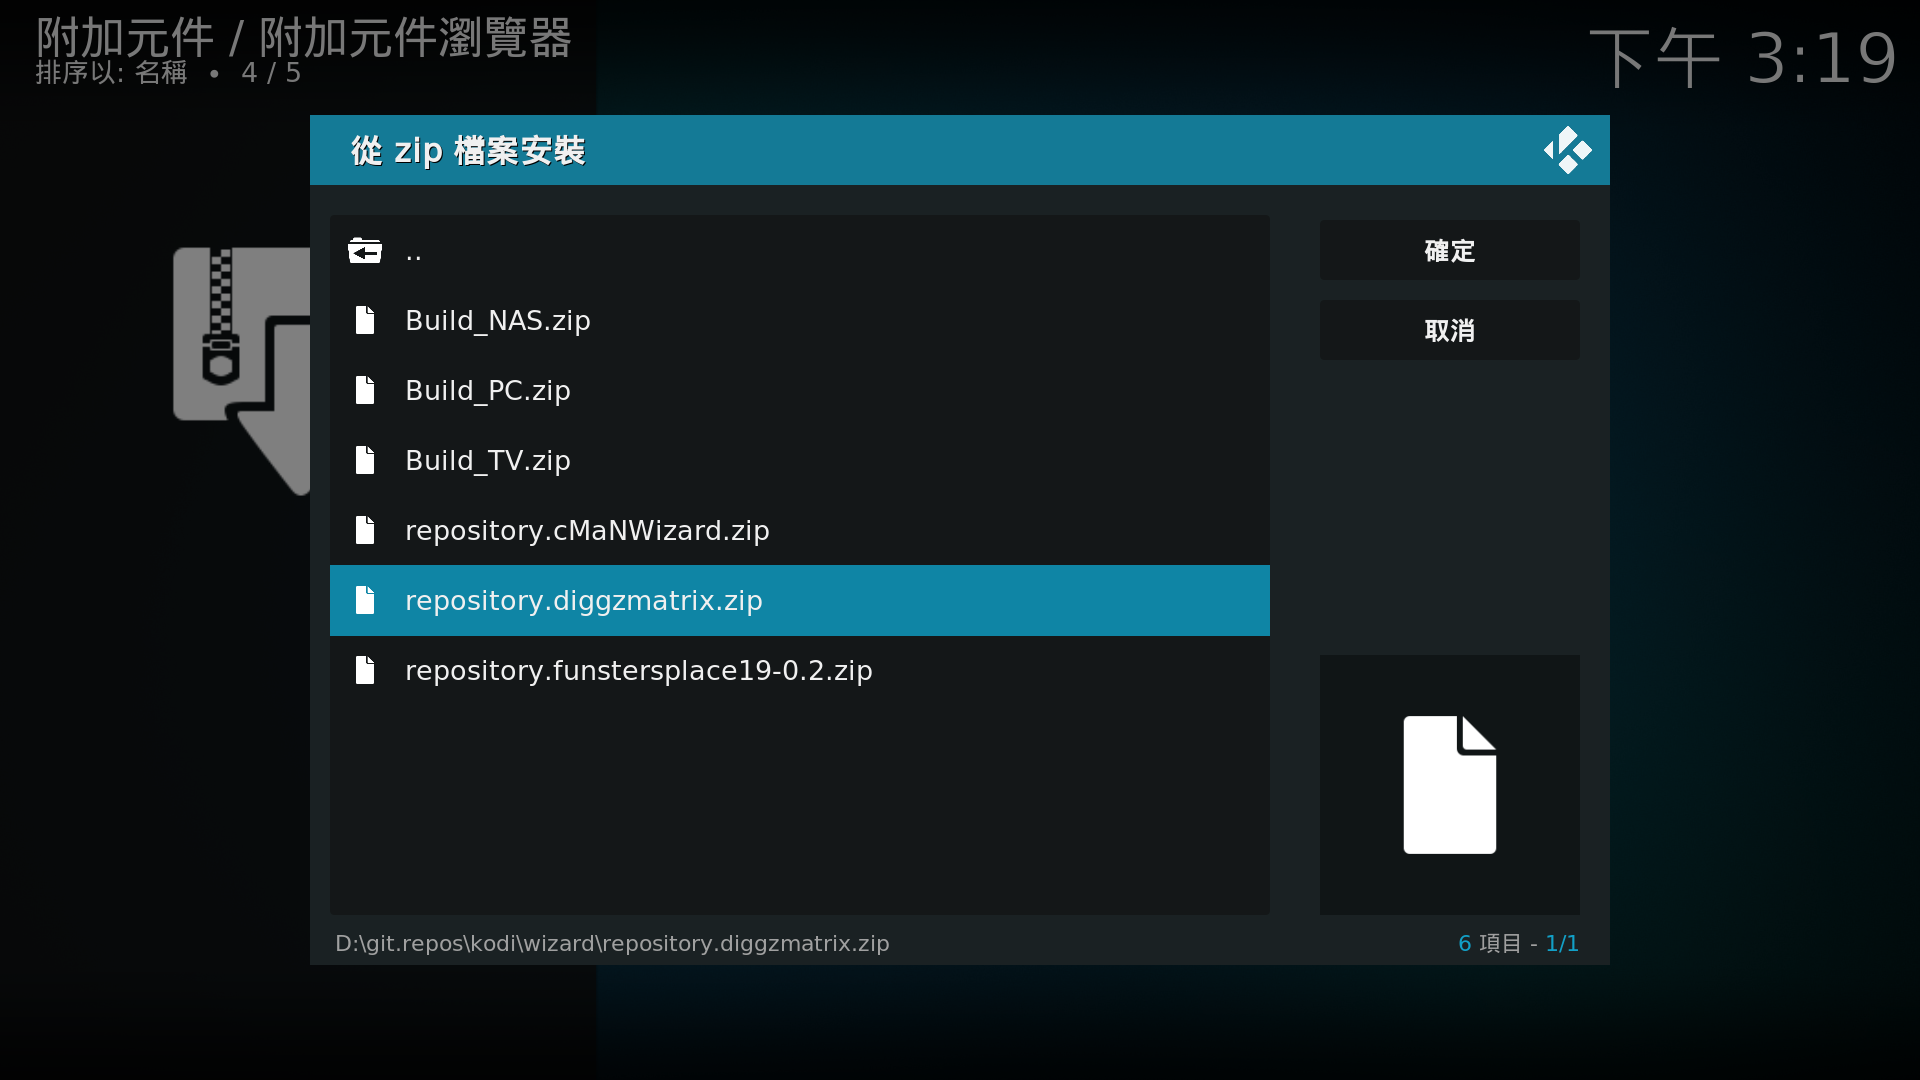 附加元件 / 附加元件瀏覽器
排序以: 名稱 • 4 / 5
下午 3:19
從 zip 檔案安裝
..
Build_NAS.zip
Build_PC.zip
Build_TV.zip
repository.cMaNWizard.zip
repository.diggzmatrix.zip
repository.funstersplace19-0.2.zip
確定
取消
D:\git.repos\kodi\wizard\repository.diggzmatrix.zip
6 項目 - 1/1